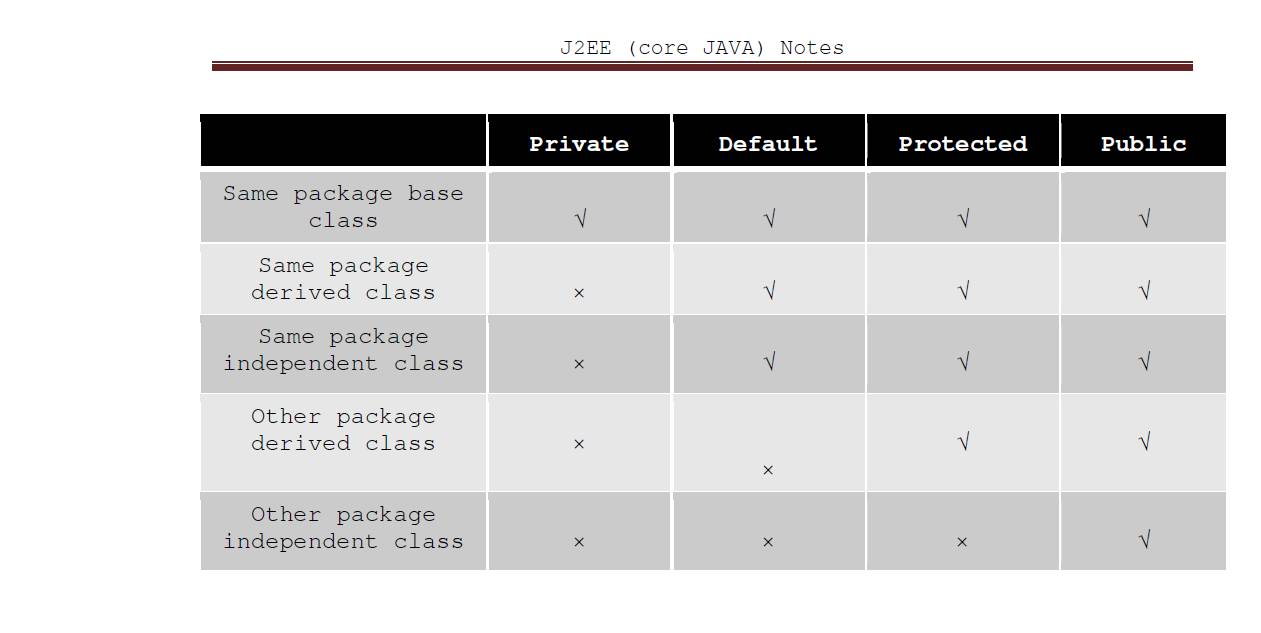 J2EE (core JAVA) Notes
Private Default Protected Public
Same package base
class √ √ √ √
Same package
derived class × √ √ √
Same package
independent class × √ √ √
Other package
derived class × × √ √
Other package
independent class × × × √